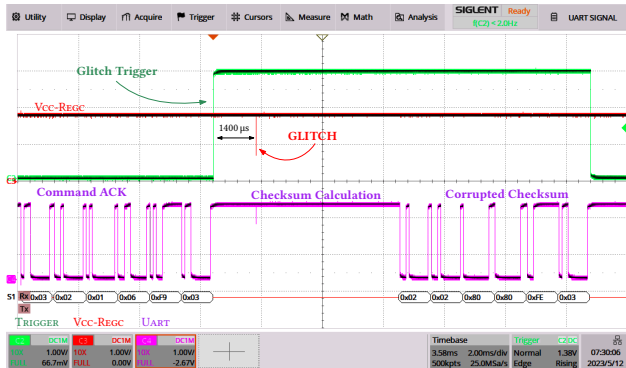 Utility Display Acquire Trigger Cursors Measure Math Analysis SIGLENT Ready UART SIGNAL
f(C2) < 2.0Hz
Glitch Trigger
VCC-REGC
1400 µs
GLITCH
C3
Command ACK Checksum Calculation Corrupted Checksum
S1 Rx 0x03 0x02 0x01 0x06 0xF9 0x03 0x02 0x02 0x80 0x80 0xFE 0x03
Tx
TRIGGER VCC-REGC UART
C2 DC1M C3 DC1M C4 DC1M Timebase Trigger C2 DC
10X 1.00V/ 10X 1.00V/ 10X 1.00V/ 3.58ms 2.00ms/div Normal 1.38V 07:30:06
FULL 66.7mV FULL 0.00V FULL -2.67V 500kpts 25.0MSa/s Edge Rising 2023/5/12